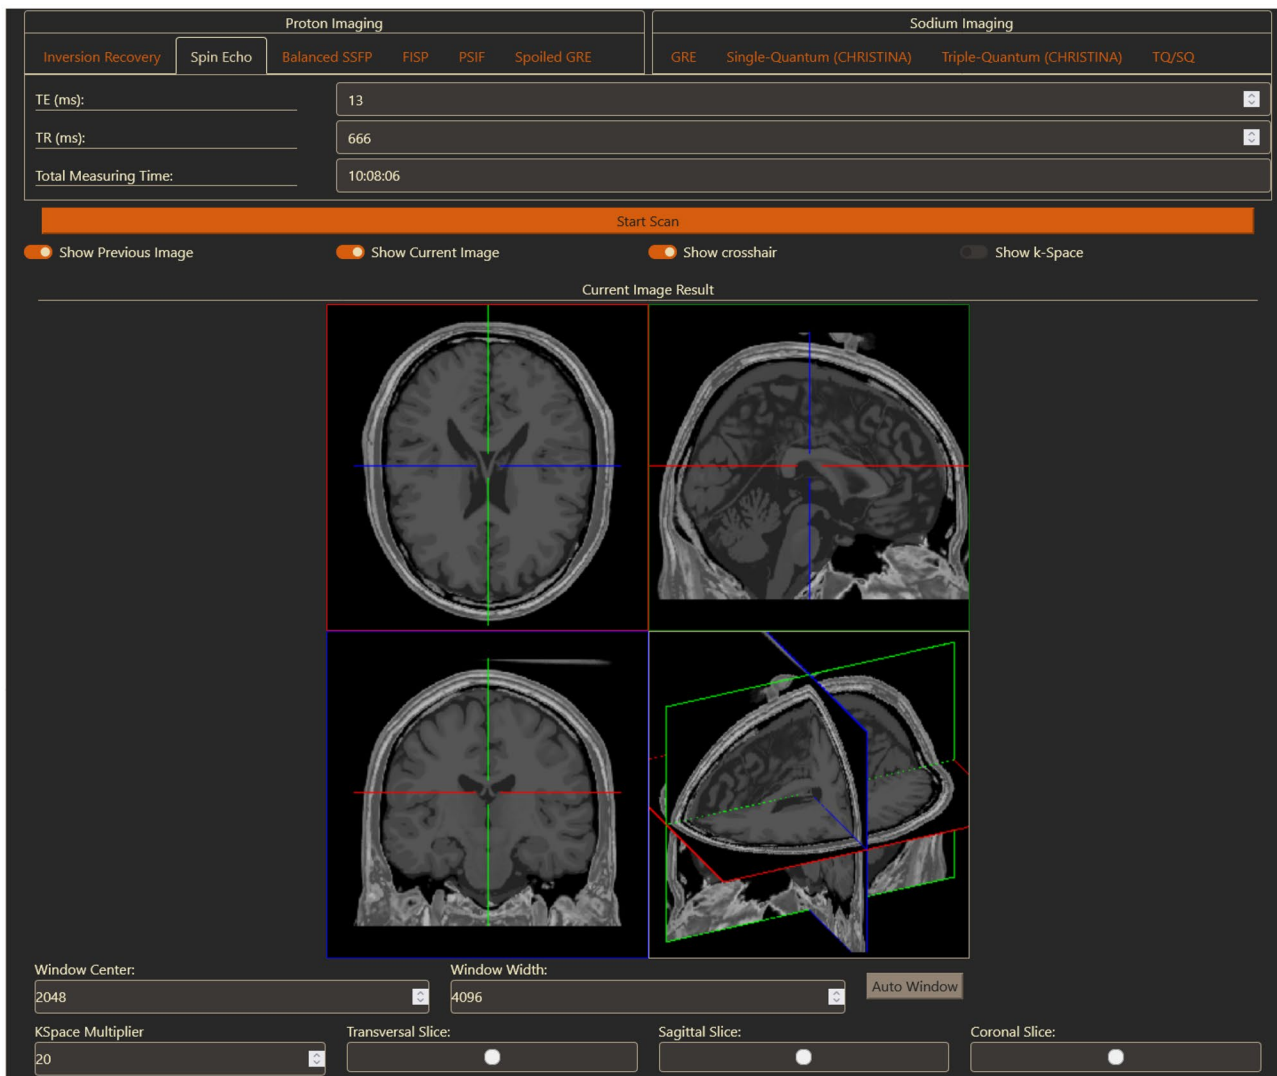 Proton Imaging
Sodium Imaging
Inversion Recovery Spin Echo Balanced SSFP FISP PSIF Spoiled GRE
GRE Single-Quantum (CHRISTINA) Triple-Quantum (CHRISTINA) TQ/SQ
TE (ms): 13
TR (ms): 666
Total Measuring Time: 10:08:06
Start Scan
Show Previous Image Show Current Image Show crosshair Show k-Space
Current Image Result
Window Center: Window Width:
2048 4096 Auto Window
KSpace Multiplier Transversal Slice: Sagittal Slice: Coronal Slice:
20